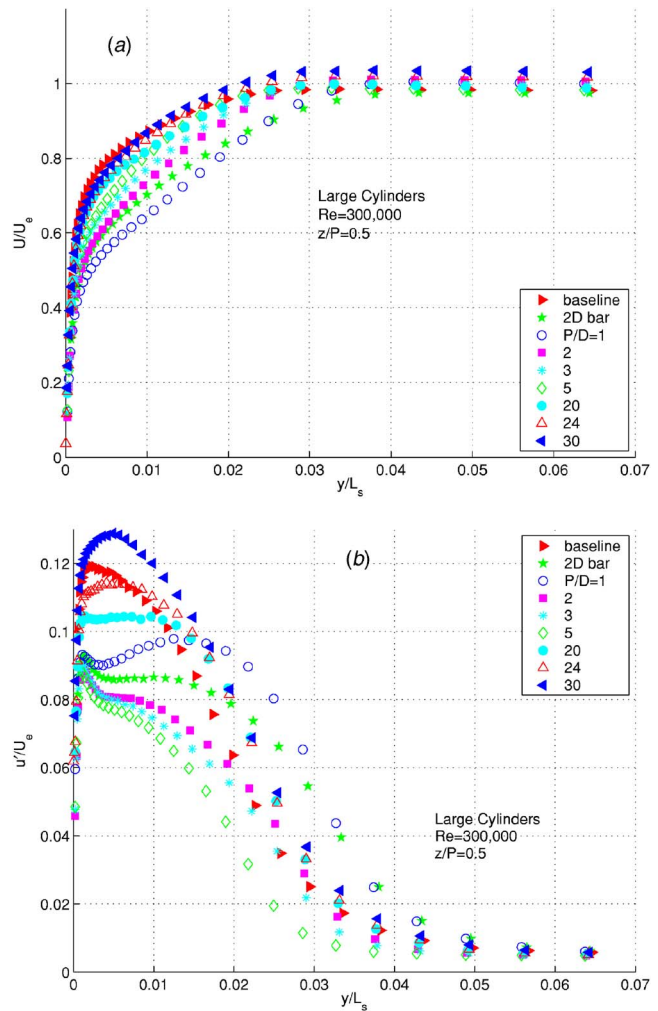 (a)
1
0.8
0.6
0.4
0.2
0
U/Ue
Large Cylinders
Re=300,000
z/P=0.5
baseline
2D bar
P/D=1
2
3
5
20
24
30
0 0.01 0.02 0.03 0.04 0.05 0.06 0.07
y/Ls
(b)
0.12
0.1
0.08
0.06
0.04
0.02
0
u'/Ue
baseline
2D bar
P/D=1
2
3
5
20
24
30
Large Cylinders
Re=300,000
z/P=0.5
0 0.01 0.02 0.03 0.04 0.05 0.06 0.07
y/Ls